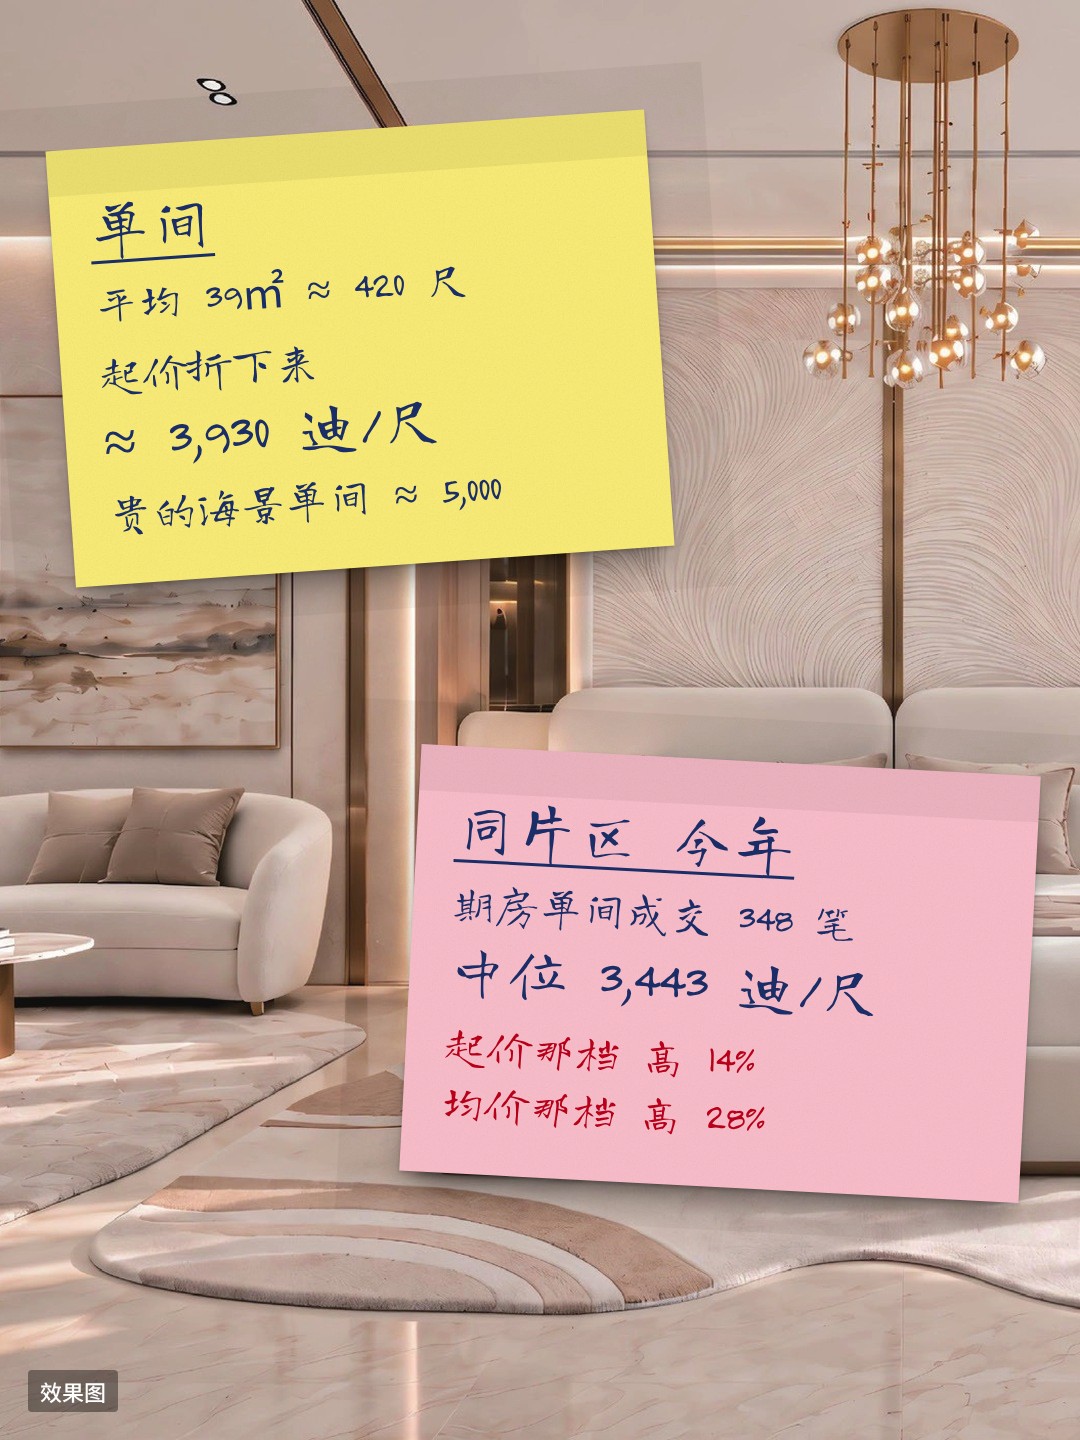 单间
平均 39㎡ ≈ 420 尺
起价折下来
≈ 3,930 迪/尺
贵的海景单间 ≈ 5,000
同片区 今年
期房单间成交 348 笔
中位 3,443 迪/尺
起价那档 高 14%
均价那档 高 28%
效果图